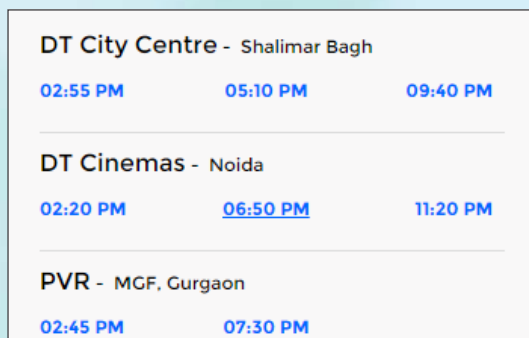 DT City Centre - Shalimar Bagh
02:55 PM 05:10 PM 09:40 PM
DT Cinemas - Noida
02:20 PM 06:50 PM 11:20 PM
PVR - MGF, Gurgaon
02:45 PM 07:30 PM